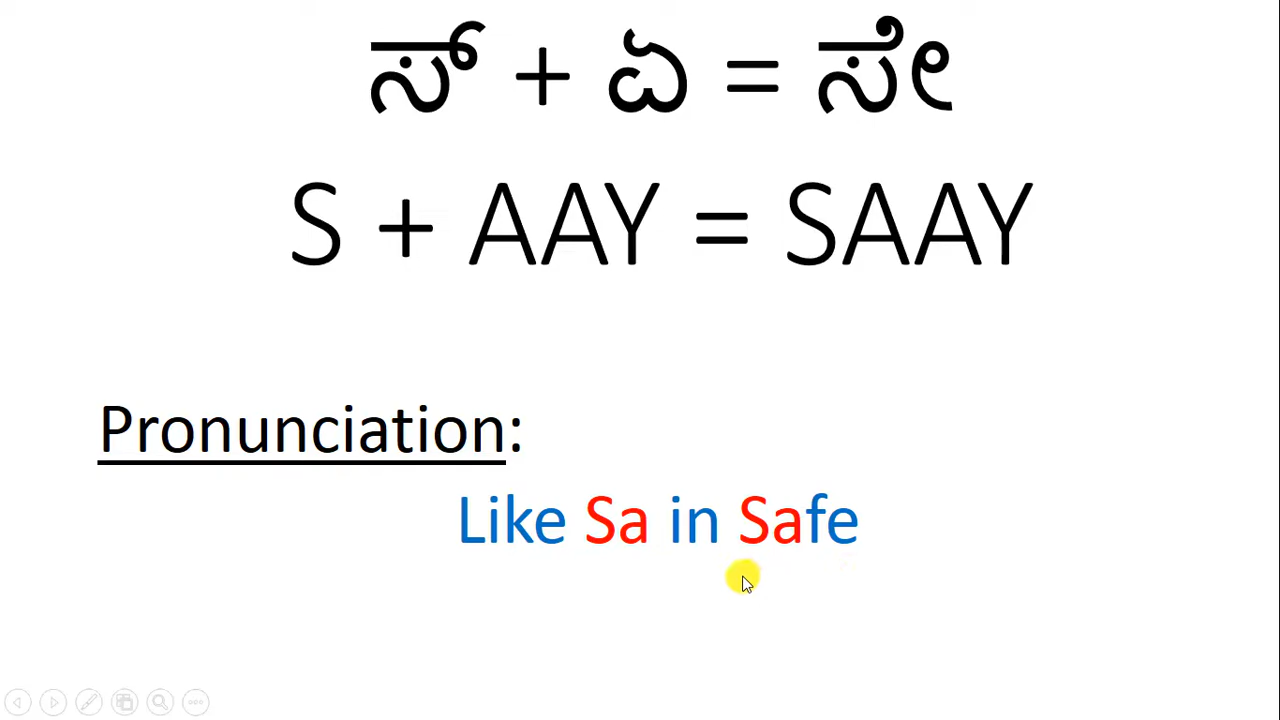 ಸ್ + ಏ = ಸೇ
S + AAY = SAAY
Pronunciation:
Like Sa in Safe